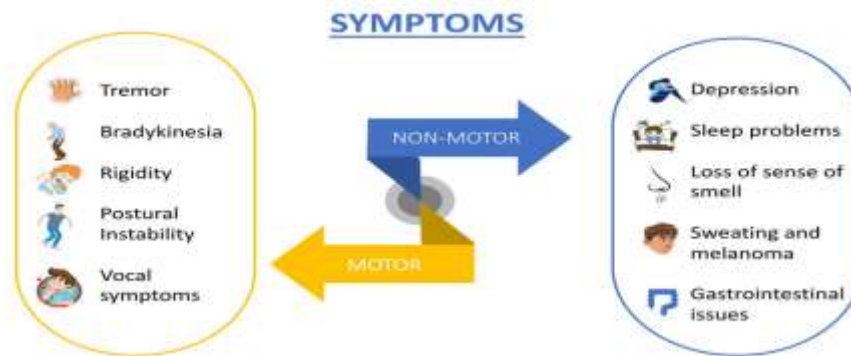 SYMPTOMS
Tremor
Bradykinesia
Rigidity
Postural
Instability
Vocal
symptoms
NON-MOTOR
MOTOR
Depression
Sleep problems
Loss of sense of
smell
Sweating and
melanoma
Gastrointestinal
issues